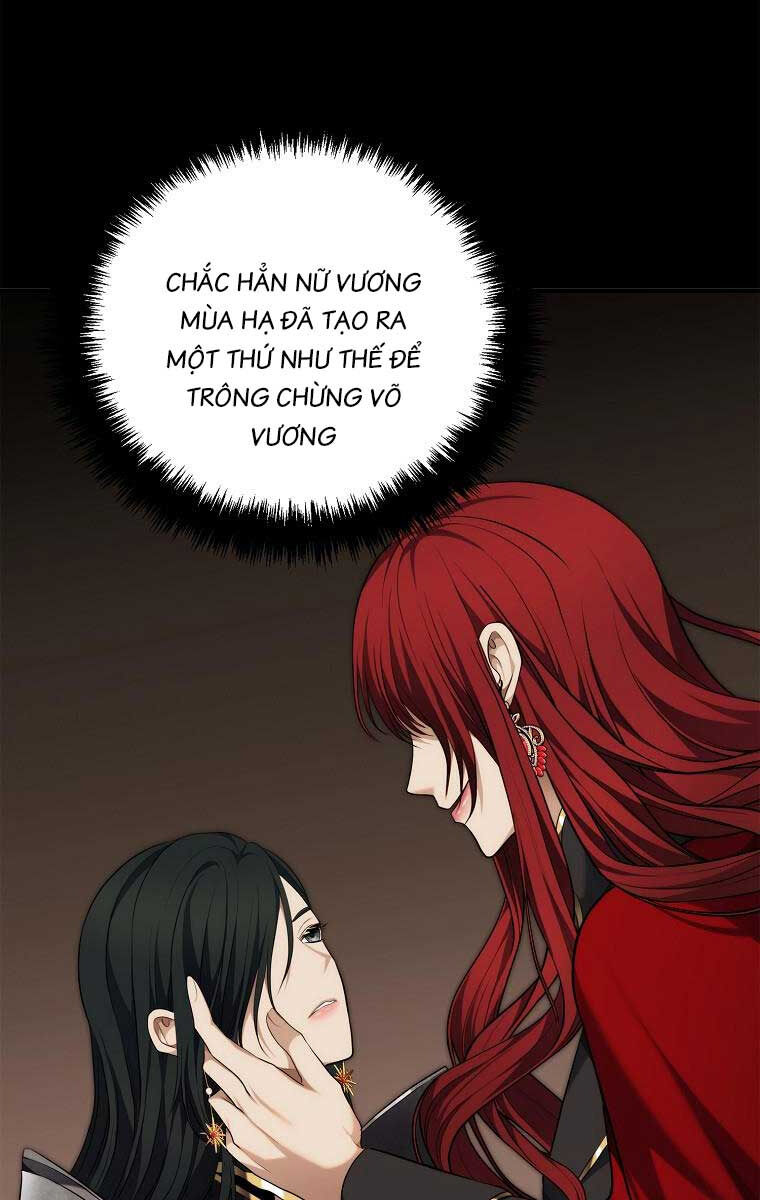 CHẮC HẲN NỮ VƯƠNG
MÙA HẠ ĐÃ TẠO RA
MỘT THỨ NHƯ THẾ ĐỂ
TRÔNG CHỪNG VÕ
VƯƠNG